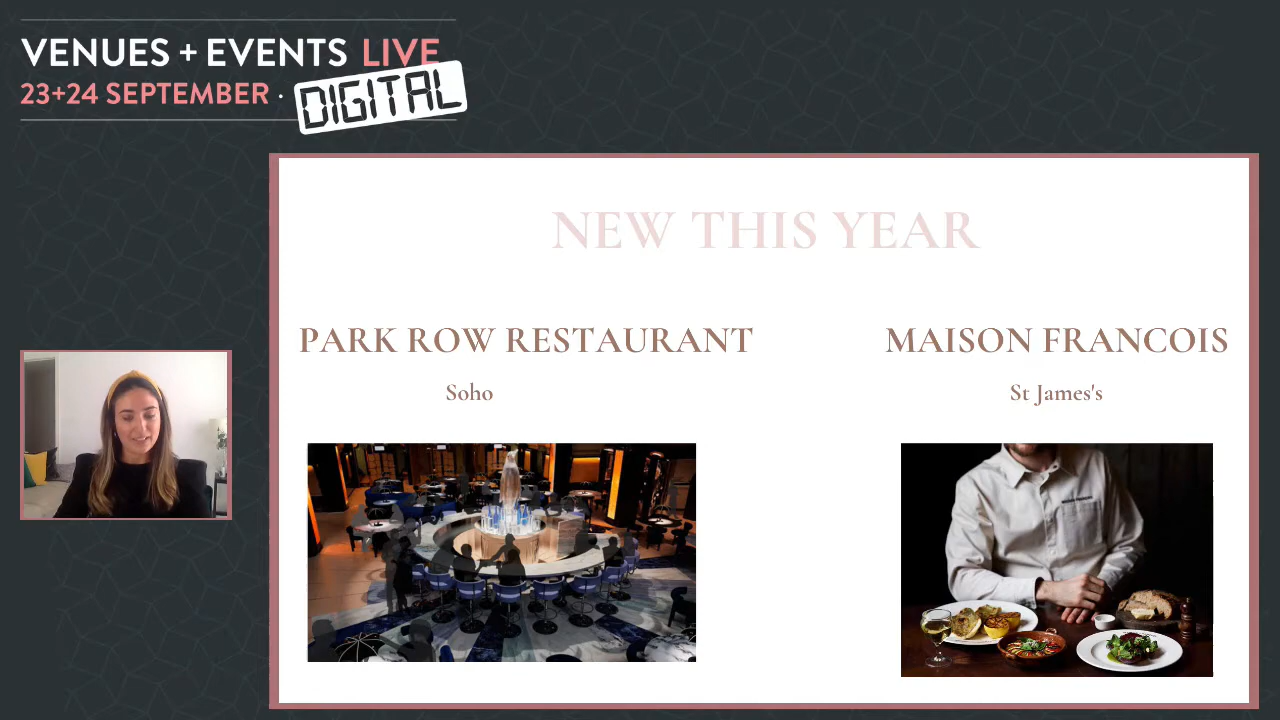 VENUES + EVENTS LIVE
23+24 SEPTEMBER · DIGITAL
NEW THIS YEAR
PARK ROW RESTAURANT
Soho
MAISON FRANCOIS
St James's